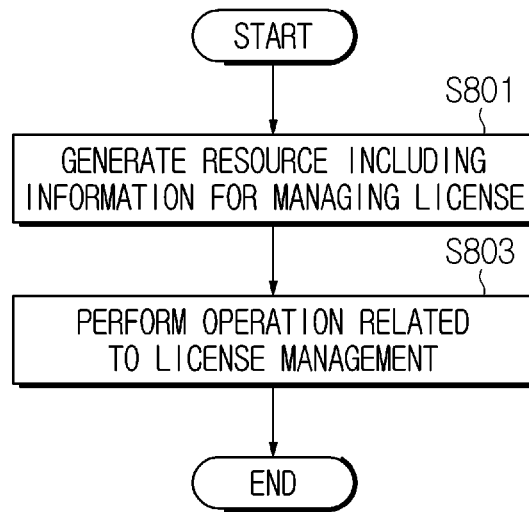 START
S801
GENERATE RESOURCE INCLUDING
INFORMATION FOR MANAGING LICENSE
S803
PERFORM OPERATION RELATED
TO LICENSE MANAGEMENT
END